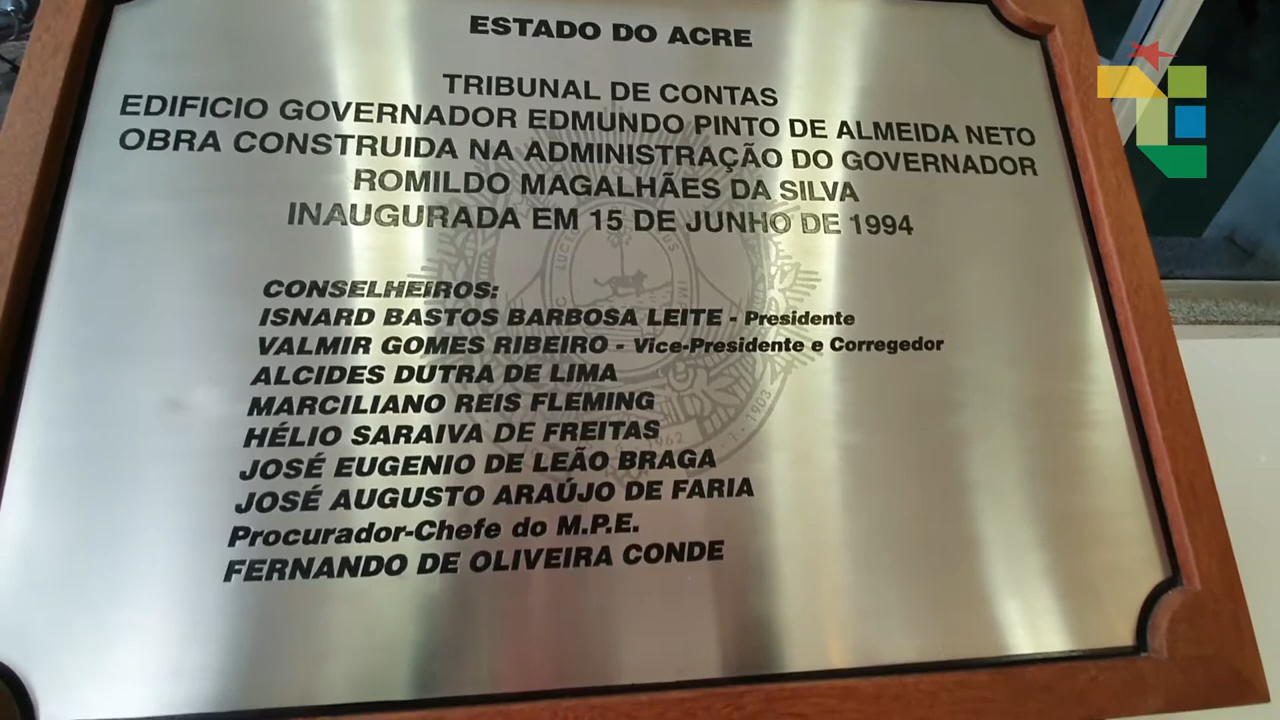 ESTADO DO ACRE
TRIBUNAL DE CONTAS
EDIFICIO GOVERNADOR EDMUNDO PINTO DE ALMEIDA NETO
OBRA CONSTRUIDA NA ADMINISTRAÇÃO DO GOVERNADOR
ROMILDO MAGALHÃES DA SILVA
INAUGURADA EM 15 DE JUNHO DE 1994
CONSELHEIROS:
ISNARD BASTOS BARBOSA LEITE - Presidente
VALMIR GOMES RIBEIRO - Vice-Presidente e Corregedor
ALCIDES DUTRA DE LIMA
MARCILIANO REIS FLEMING
HÉLIO SARAIVA DE FREITAS
JOSÉ EUGENIO DE LEÃO BRAGA
JOSÉ AUGUSTO ARAÚJO DE FARIA
Procurador-Chefe do M.P.E.
FERNANDO DE OLIVEIRA CONDE